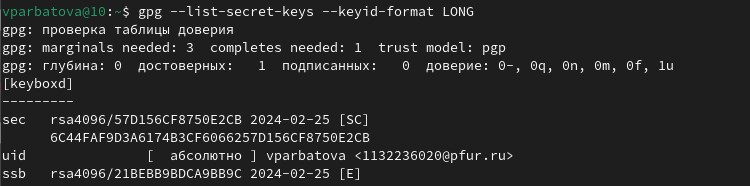 vparbatova@10:~$ gpg --list-secret-keys --keyid-format LONG
gpg: проверка таблицы доверия
gpg: marginals needed: 3  completes needed: 1  trust model: pgp
gpg: глубина: 0  достоверных:   1  подписанных:   0  доверие: 0-, 0q, 0n, 0m, 0f, 1u
[keyboxd]
---------
sec   rsa4096/57D156CF8750E2CB 2024-02-25 [SC]
      6C44FAF9D3A6174B3CF6066257D156CF8750E2CB
uid               [  абсолютно ] vparbatova <1132236020@pfur.ru>
ssb   rsa4096/21BEBB9BDCA9BB9C 2024-02-25 [E]